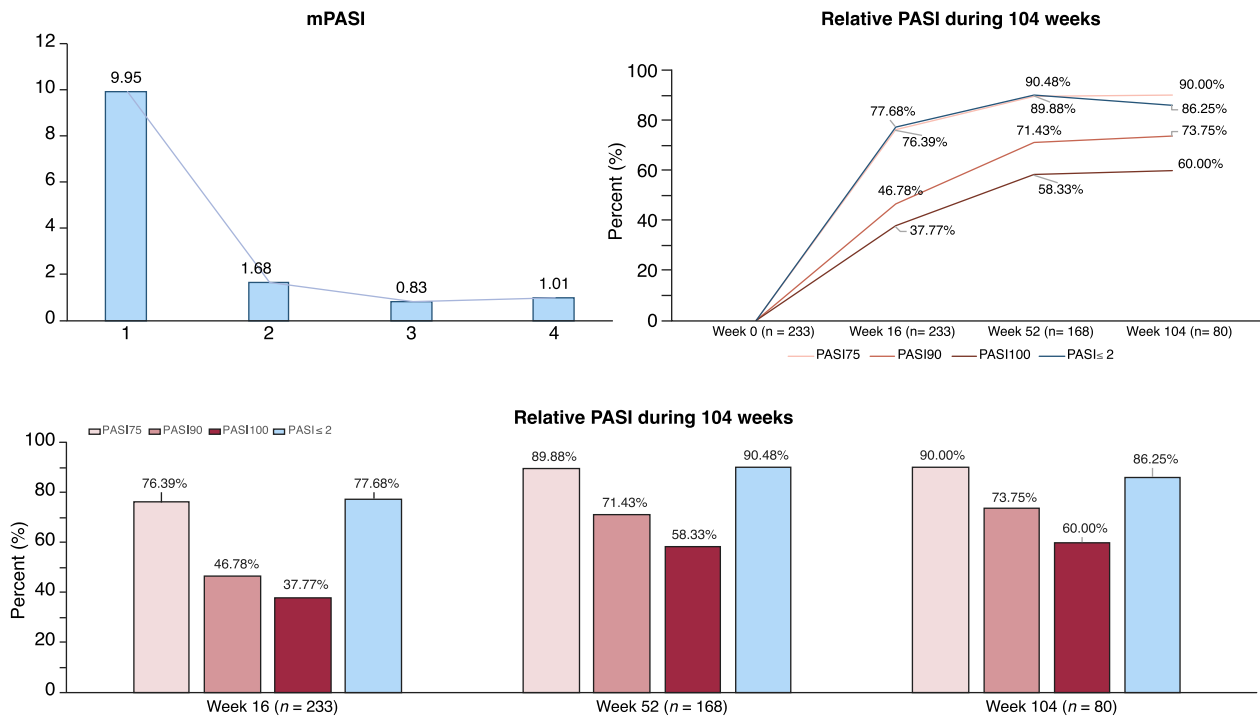 mPASI
12
10
8
6
4
2
0
9.95
1.68
0.83
1.01
1
2
3
4
Relative PASI during 104 weeks
Percent (%)
100
80
60
40
20
0
77.68%
76.39%
46.78%
37.77%
90.48%
89.88%
71.43%
58.33%
90.00%
86.25%
73.75%
60.00%
Week 0 (n = 233)
Week 16 (n = 233)
Week 52 (n = 168)
Week 104 (n= 80)
PASI75
PASI90
PASI100
PASI≤ 2
Relative PASI during 104 weeks
PASI75
PASI90
PASI100
PASI≤ 2
Percent (%)
100
80
60
40
20
0
76.39%
46.78%
37.77%
77.68%
89.88%
71.43%
58.33%
90.48%
90.00%
73.75%
60.00%
86.25%
Week 16 (n = 233)
Week 52 (n = 168)
Week 104 (n = 80)